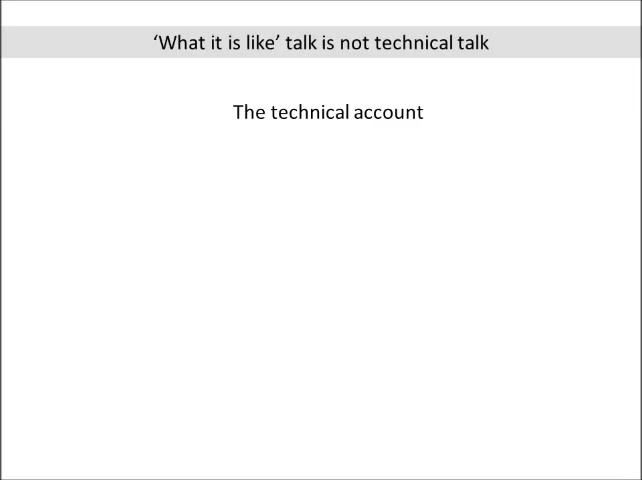 ‘What it is like’ talk is not technical talk
The technical account